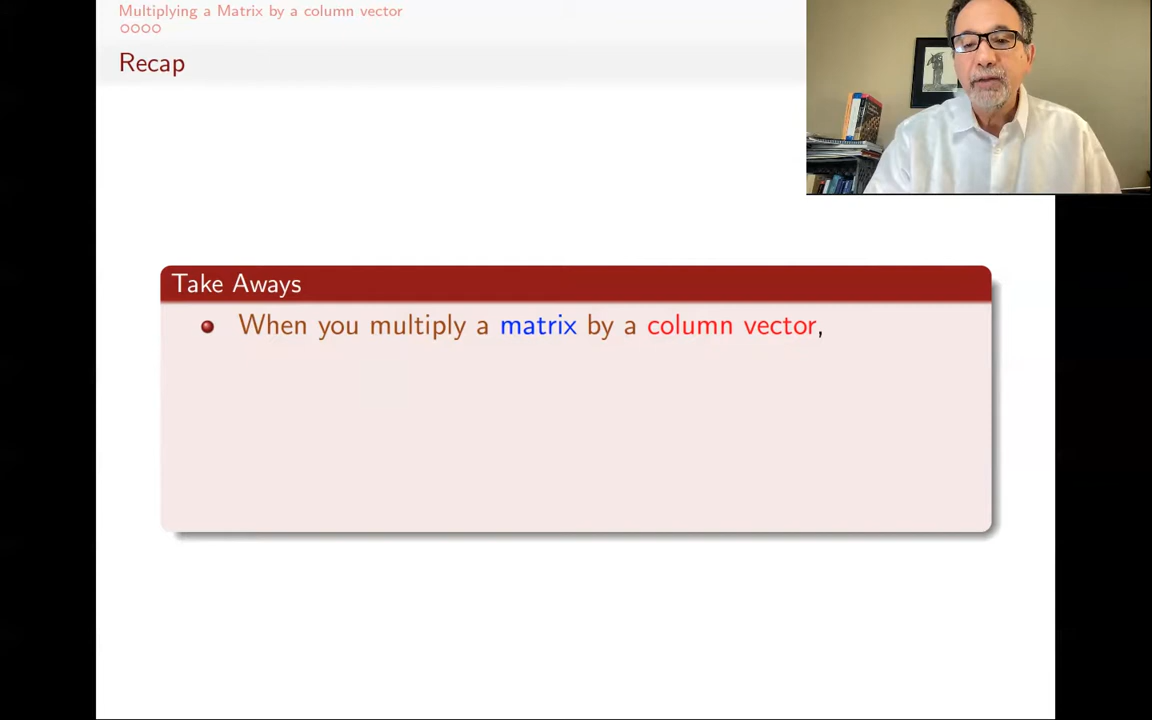 Multiplying a Matrix by a column vector
Recap
Take Aways
When you multiply a matrix by a column vector,